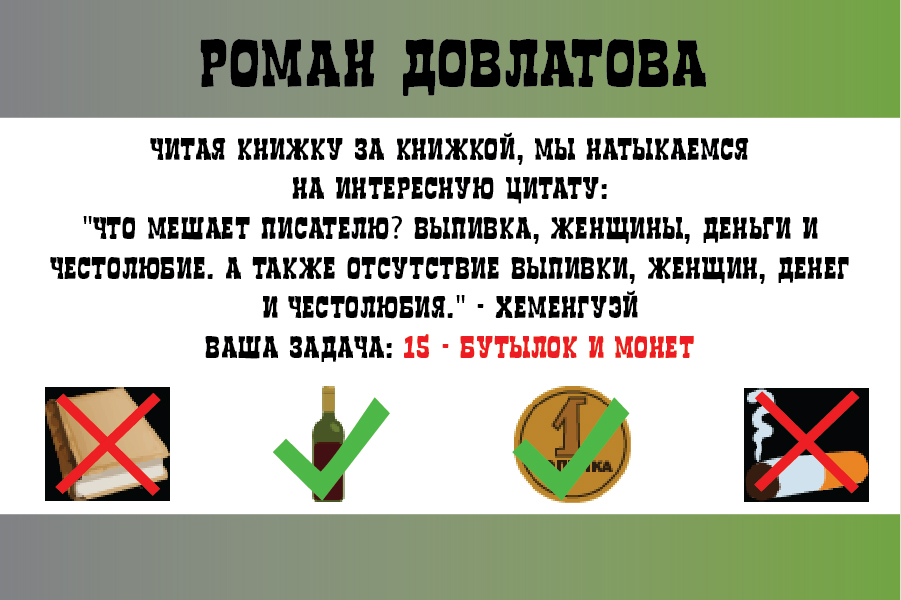 РОМАН ДОВЛАТОВА
ЧИТАЯ КНИЖКУ ЗА КНИЖКОЙ, МЫ НАТЫКАЕМСЯ
НА ИНТЕРЕСНУЮ ЦИТАТУ:
"ЧТО МЕШАЕТ ПИСАТЕЛЮ? ВЫПИВКА, ЖЕНЩИНЫ, ДЕНЬГИ И
ЧЕСТОЛЮБИЕ. А ТАКЖЕ ОТСУТСТВИЕ ВЫПИВКИ, ЖЕНЩИН, ДЕНЕГ
И ЧЕСТОЛЮБИЯ." - ХЕМЕНГУЭЙ
ВАША ЗАДАЧА: 15 - БУТЫЛОК И МОНЕТ
1